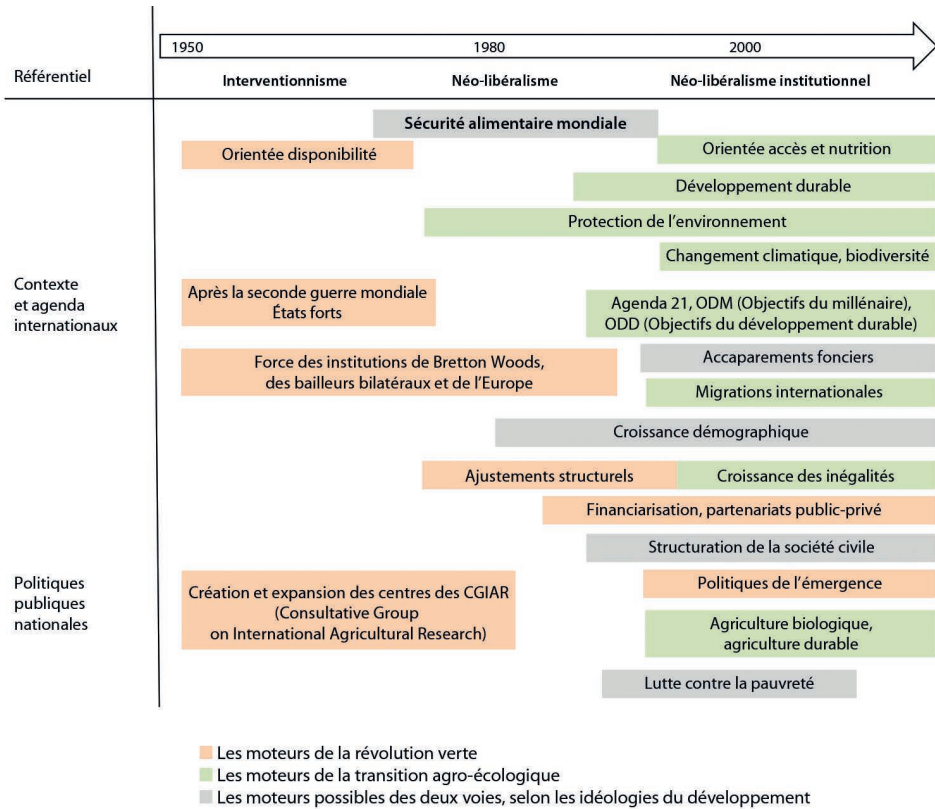 1950 1980 2000
Référentiel
Interventionnisme Néo-libéralisme Néo-libéralisme institutionnel
Sécurité alimentaire mondiale
Orientée disponibilité
Orientée accès et nutrition
Développement durable
Protection de l'environnement
Changement climatique, biodiversité
Contexte
et agenda
internationaux
Après la seconde guerre mondiale
États forts
Agenda 21, ODM (Objectifs du millénaire),
ODD (Objectifs du développement durable)
Force des institutions de Bretton Woods,
des bailleurs bilatéraux et de l'Europe
Accaparements fonciers
Migrations internationales
Croissance démographique
Ajustements structurels
Croissance des inégalités
Financiarisation, partenariats public-privé
Structuration de la société civile
Politiques
publiques
nationales
Création et expansion des centres des CGIAR
(Consultative Group
on International Agricultural Research)
Politiques de l'émergence
Agriculture biologique,
agriculture durable
Lutte contre la pauvreté
Les moteurs de la révolution verte
Les moteurs de la transition agro-écologique
Les moteurs possibles des deux voies, selon les idéologies du développement